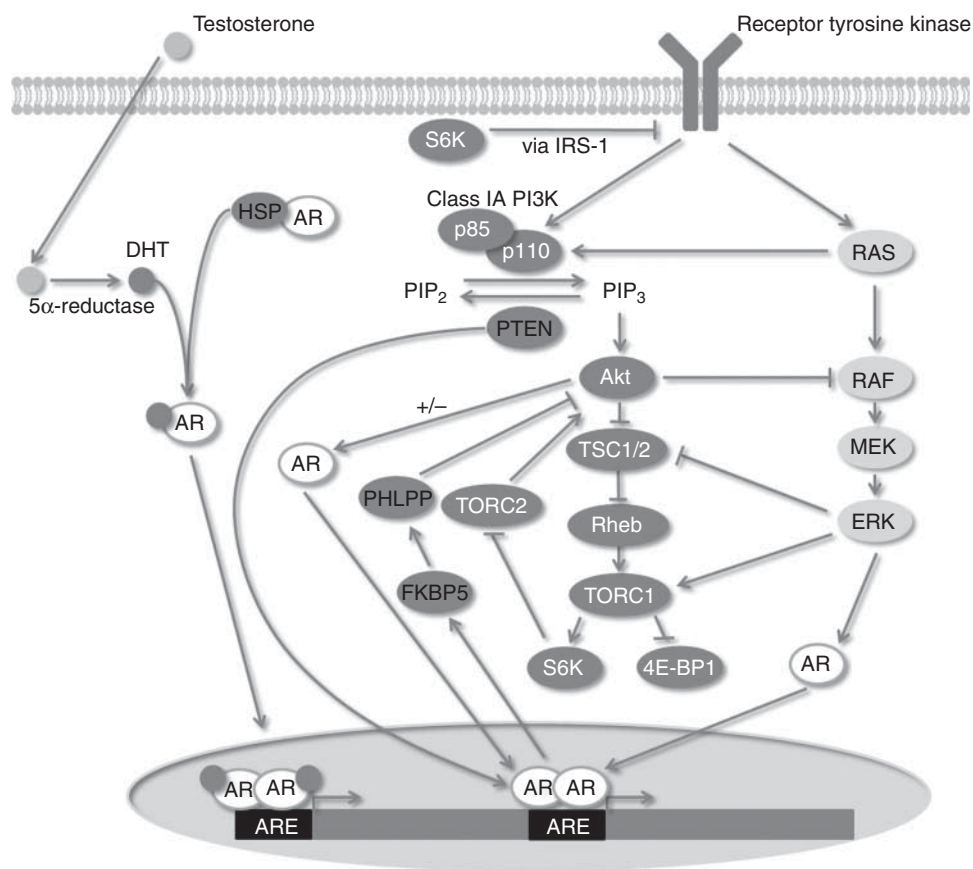 Testosterone
Receptor tyrosine kinase
S6K
via IRS-1
Class IA PI3K
HSP
AR
p85
p110
RAS
DHT
5α-reductase
PIP2
PIP3
PTEN
Akt
RAF
+/–
AR
AR
TSC1/2
MEK
PHLPP
TORC2
Rheb
ERK
FKBP5
TORC1
S6K
4E-BP1
AR
AR
AR
AR
AR
ARE
ARE